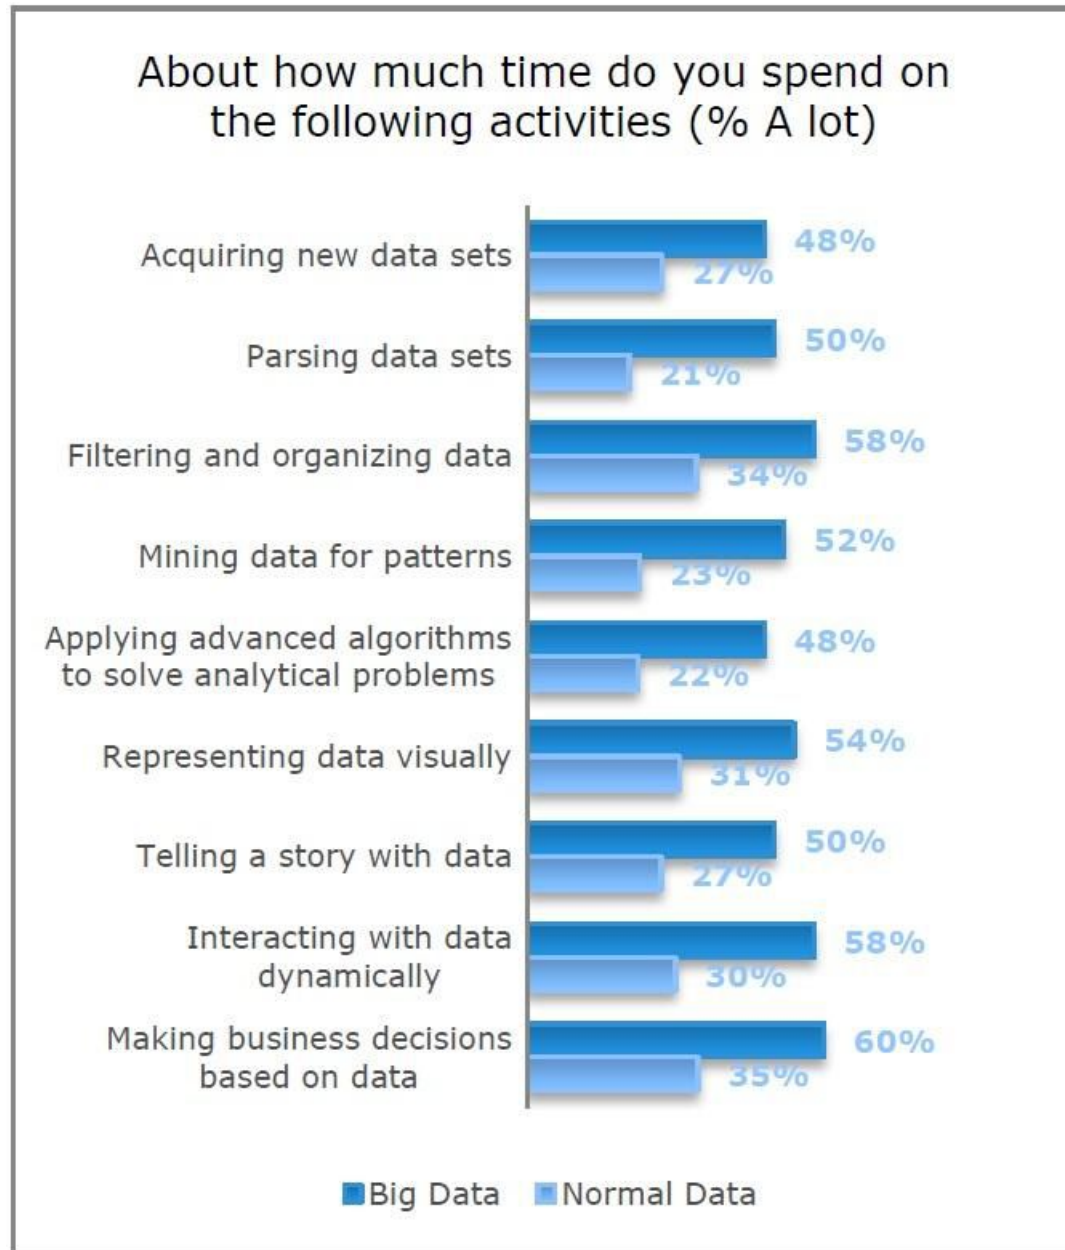 About how much time do you spend on
the following activities (% A lot)
Acquiring new data sets
48%
27%
Parsing data sets
50%
21%
Filtering and organizing data
58%
34%
Mining data for patterns
52%
23%
Applying advanced algorithms
to solve analytical problems
48%
22%
Representing data visually
54%
31%
Telling a story with data
50%
27%
Interacting with data
dynamically
58%
30%
Making business decisions
based on data
60%
35%
Big Data
Normal Data